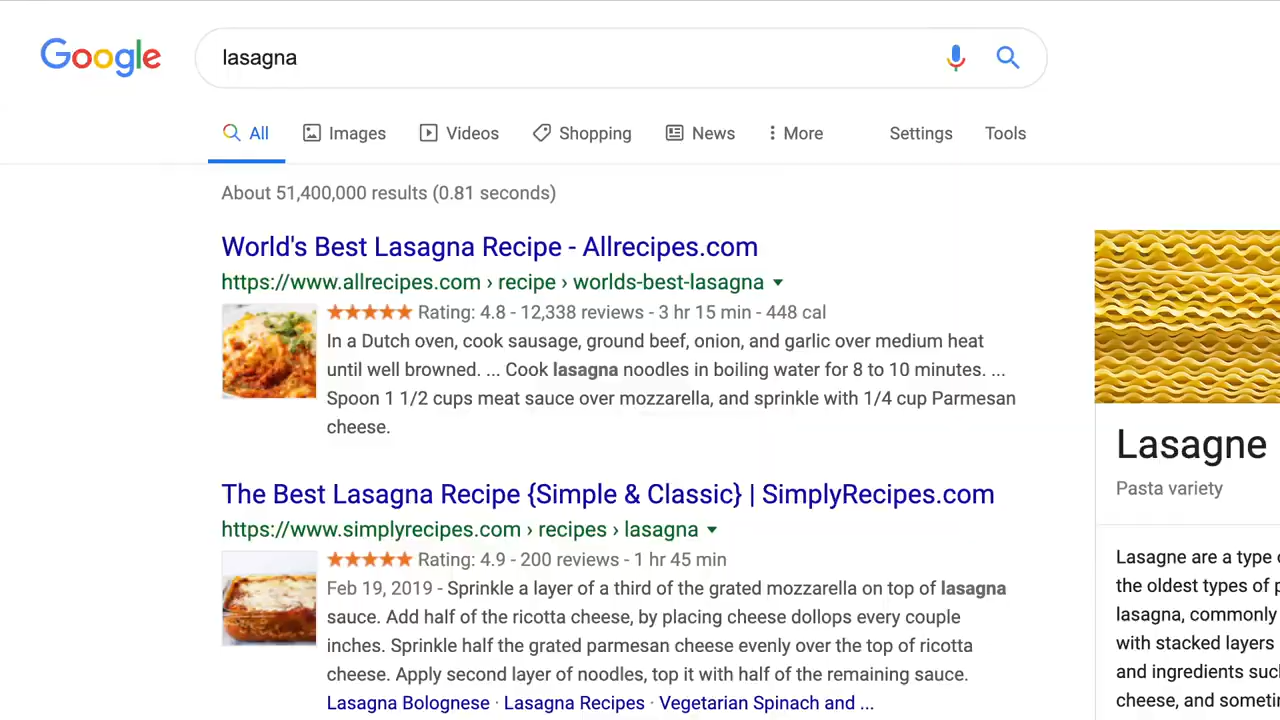 Google
lasagna
All Images Videos Shopping News More Settings Tools
About 51,400,000 results (0.81 seconds)
World's Best Lasagna Recipe - Allrecipes.com
https://www.allrecipes.com › recipe › worlds-best-lasagna
Rating: 4.8 - 12,338 reviews - 3 hr 15 min - 448 cal
In a Dutch oven, cook sausage, ground beef, onion, and garlic over medium heat
until well browned. ... Cook lasagna noodles in boiling water for 8 to 10 minutes. ...
Spoon 1 1/2 cups meat sauce over mozzarella, and sprinkle with 1/4 cup Parmesan
cheese.
The Best Lasagna Recipe {Simple & Classic} | SimplyRecipes.com
https://www.simplyrecipes.com › recipes › lasagna
Rating: 4.9 - 200 reviews - 1 hr 45 min
Feb 19, 2019 - Sprinkle a layer of a third of the grated mozzarella on top of lasagna
sauce. Add half of the ricotta cheese, by placing cheese dollops every couple
inches. Sprinkle half the grated parmesan cheese evenly over the top of ricotta
cheese. Apply second layer of noodles, top it with half of the remaining sauce.
Lasagna Bolognese · Lasagna Recipes · Vegetarian Spinach and ...
Lasagne
Pasta variety
Lasagne are a type
the oldest types of
lasagna, commonly
with stacked layers
and ingredients
cheese, and